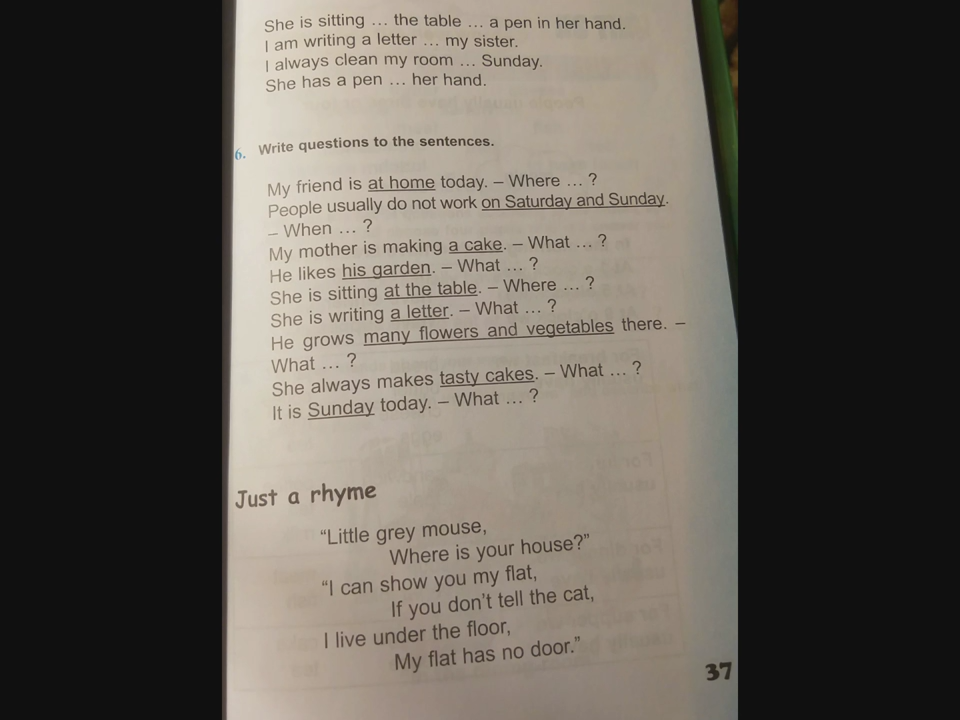 She is sitting … the table … a pen in her hand.
I am writing a letter … my sister.
I always clean my room … Sunday.
She has a pen … her hand.
6. Write questions to the sentences.
My friend is at home today. – Where … ?
People usually do not work on Saturday and Sunday.
– When … ?
My mother is making a cake. – What … ?
He likes his garden. – What … ?
She is sitting at the table. – Where … ?
She is writing a letter. – What … ?
He grows many flowers and vegetables there. –
What … ?
She always makes tasty cakes. – What … ?
It is Sunday today. – What … ?
Just a rhyme
“Little grey mouse,
Where is your house?”
“I can show you my flat,
If you don’t tell the cat,
I live under the floor,
My flat has no door.”
37